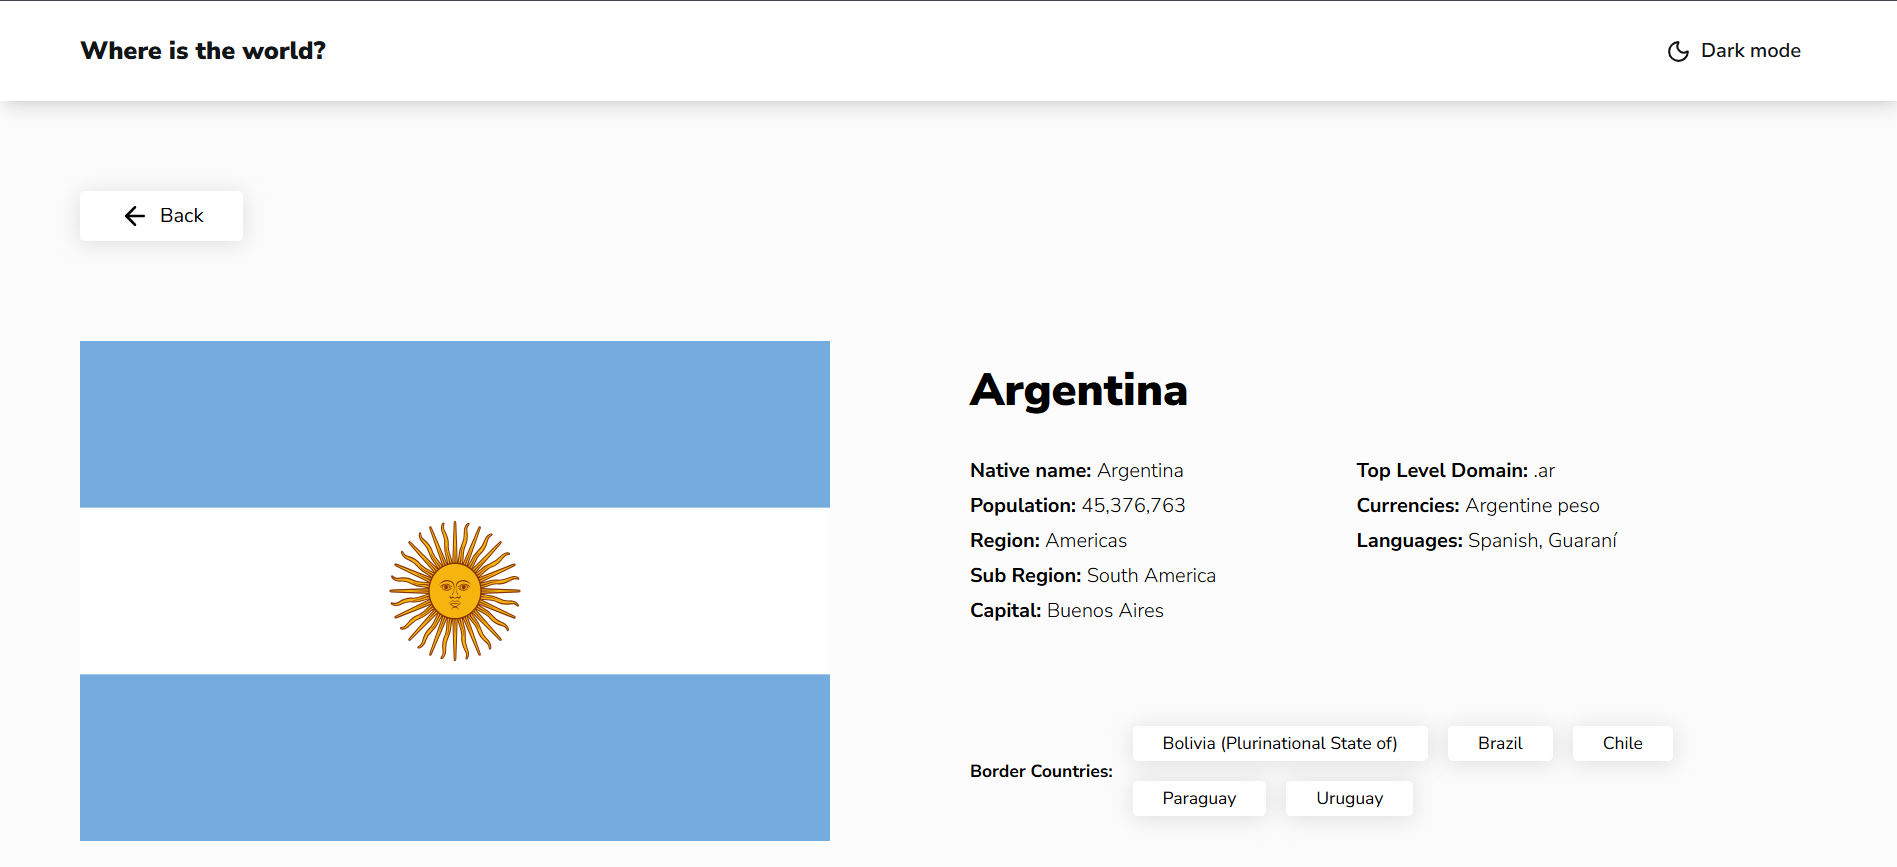 Where is the world?
Dark mode
Back
Argentina
Native name: Argentina
Population: 45,376,763
Region: Americas
Sub Region: South America
Capital: Buenos Aires
Top Level Domain: .ar
Currencies: Argentine peso
Languages: Spanish, Guaraní
Border Countries:
Bolivia (Plurinational State of)
Brazil
Chile
Paraguay
Uruguay